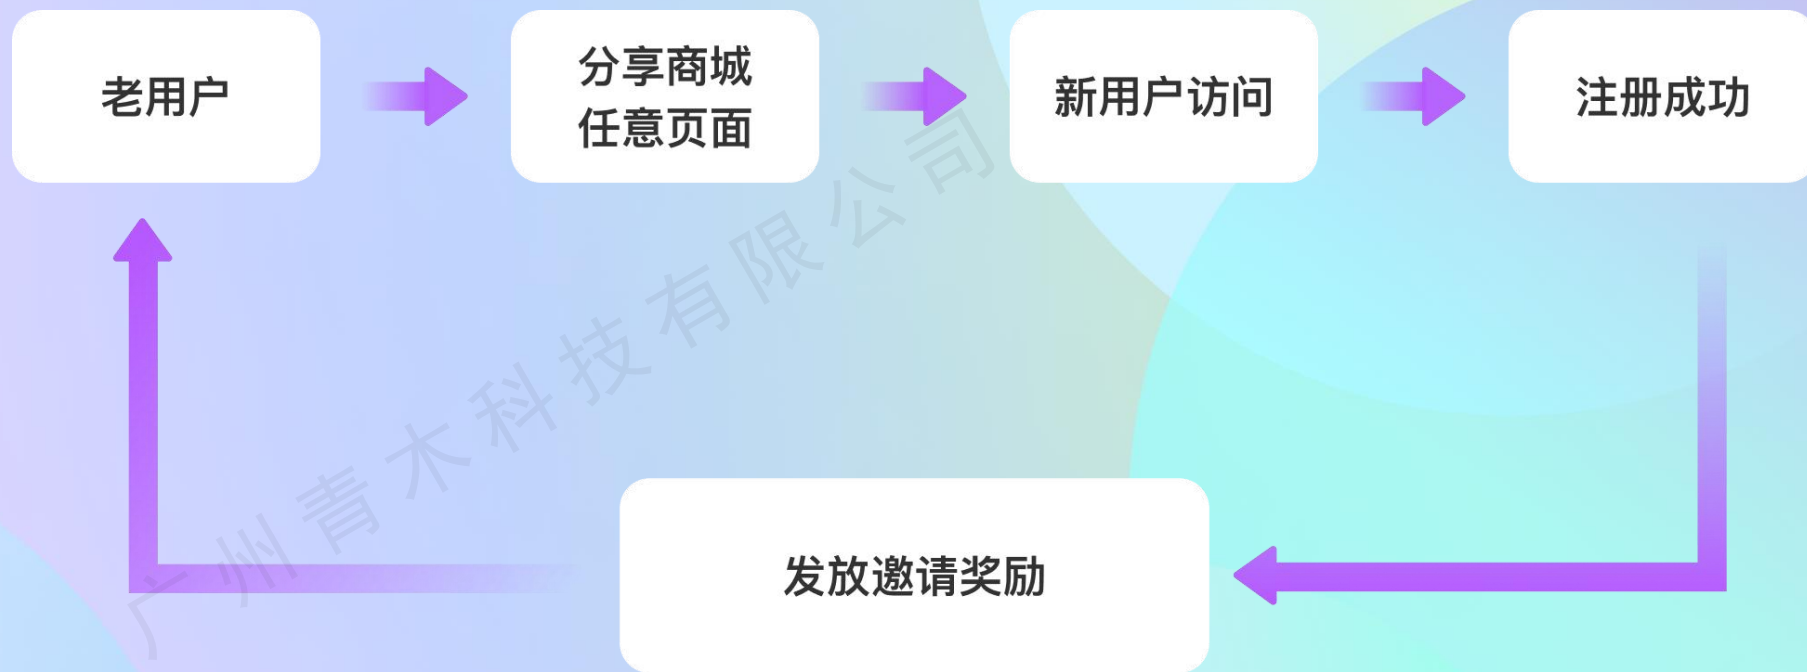 老用户
分享商城
任意页面
新用户访问
注册成功
发放邀请奖励
广州青木科技有限公司